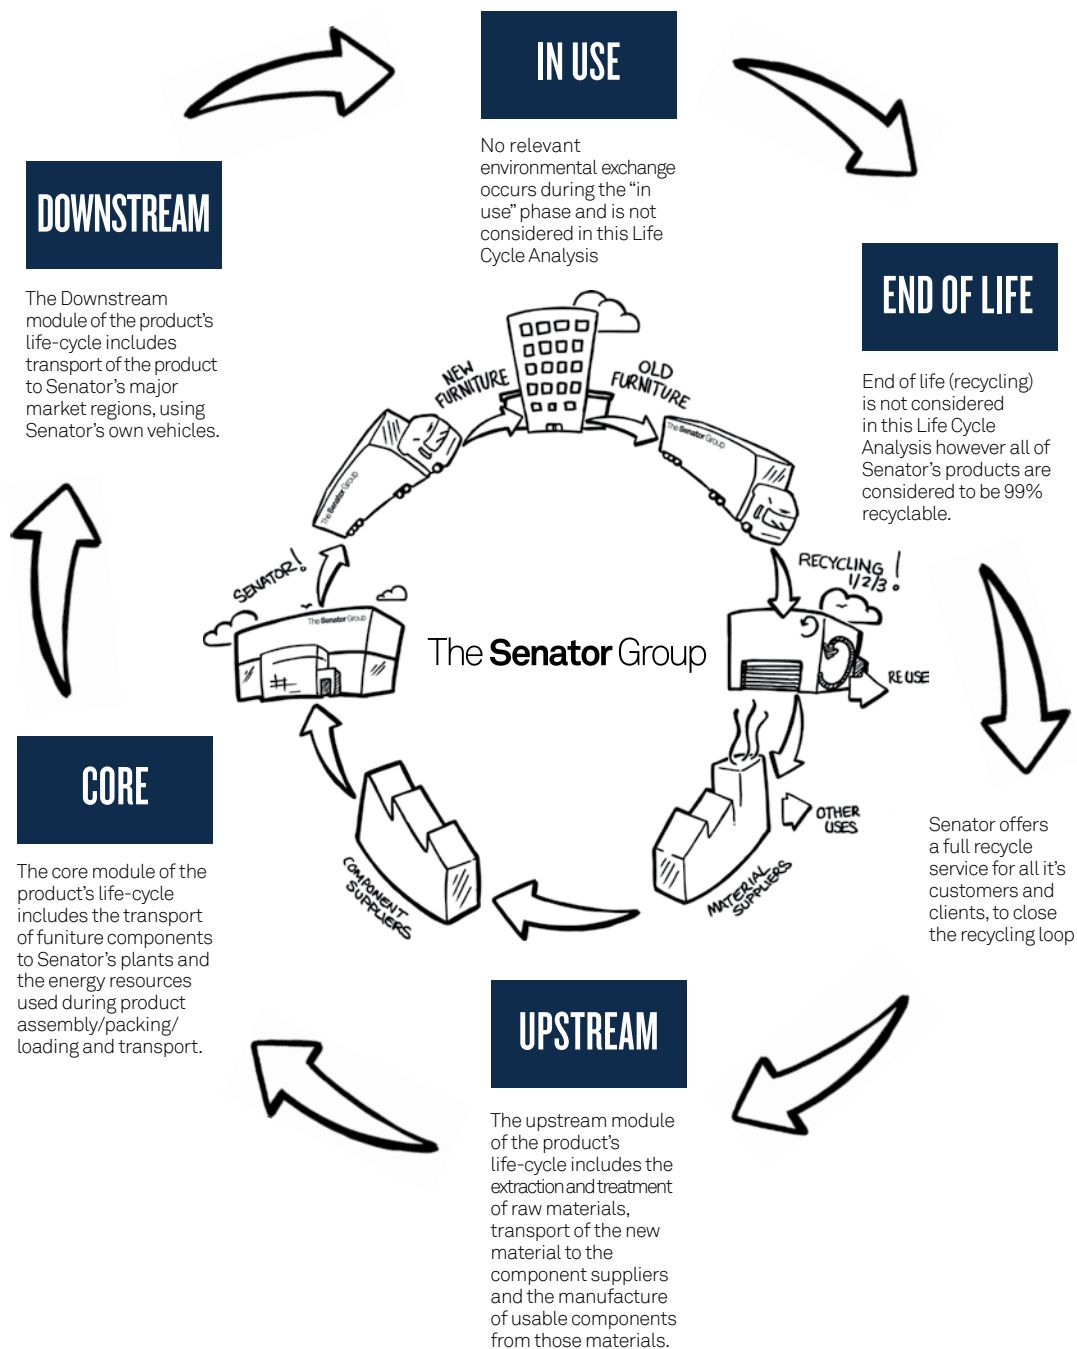 IN USE
No relevant
environmental exchange
occurs during the “in
use” phase and is not
considered in this Life
Cycle Analysis
DOWNSTREAM
The Downstream
module of the product’s
life-cycle includes
transport of the product
to Senator’s major
market regions, using
Senator’s own vehicles.
END OF LIFE
End of life (recycling)
is not considered
in this Life Cycle
Analysis however all of
Senator’s products are
considered to be 99%
recyclable.
NEW
FURNITURE
OLD
FURNITURE
The Senator Group
The Senator Group
SENATOR!
RECYCLING
1/2/3!
The Senator Group
The Senator Group
RE USE
OTHER
USES
COMPONENT
SUPPLIERS
MATERIAL
SUPPLIERS
CORE
The core module of the
product’s life-cycle
includes the transport
of funiture components
to Senator’s plants and
the energy resources
used during product
assembly/packing/
loading and transport.
Senator offers
a full recycle
service for all it’s
customers and
clients, to close
the recycling loop
UPSTREAM
The upstream module
of the product’s
life-cycle includes the
extraction and treatment
of raw materials,
transport of the new
material to the
component suppliers
and the manufacture
of usable components
from those materials.